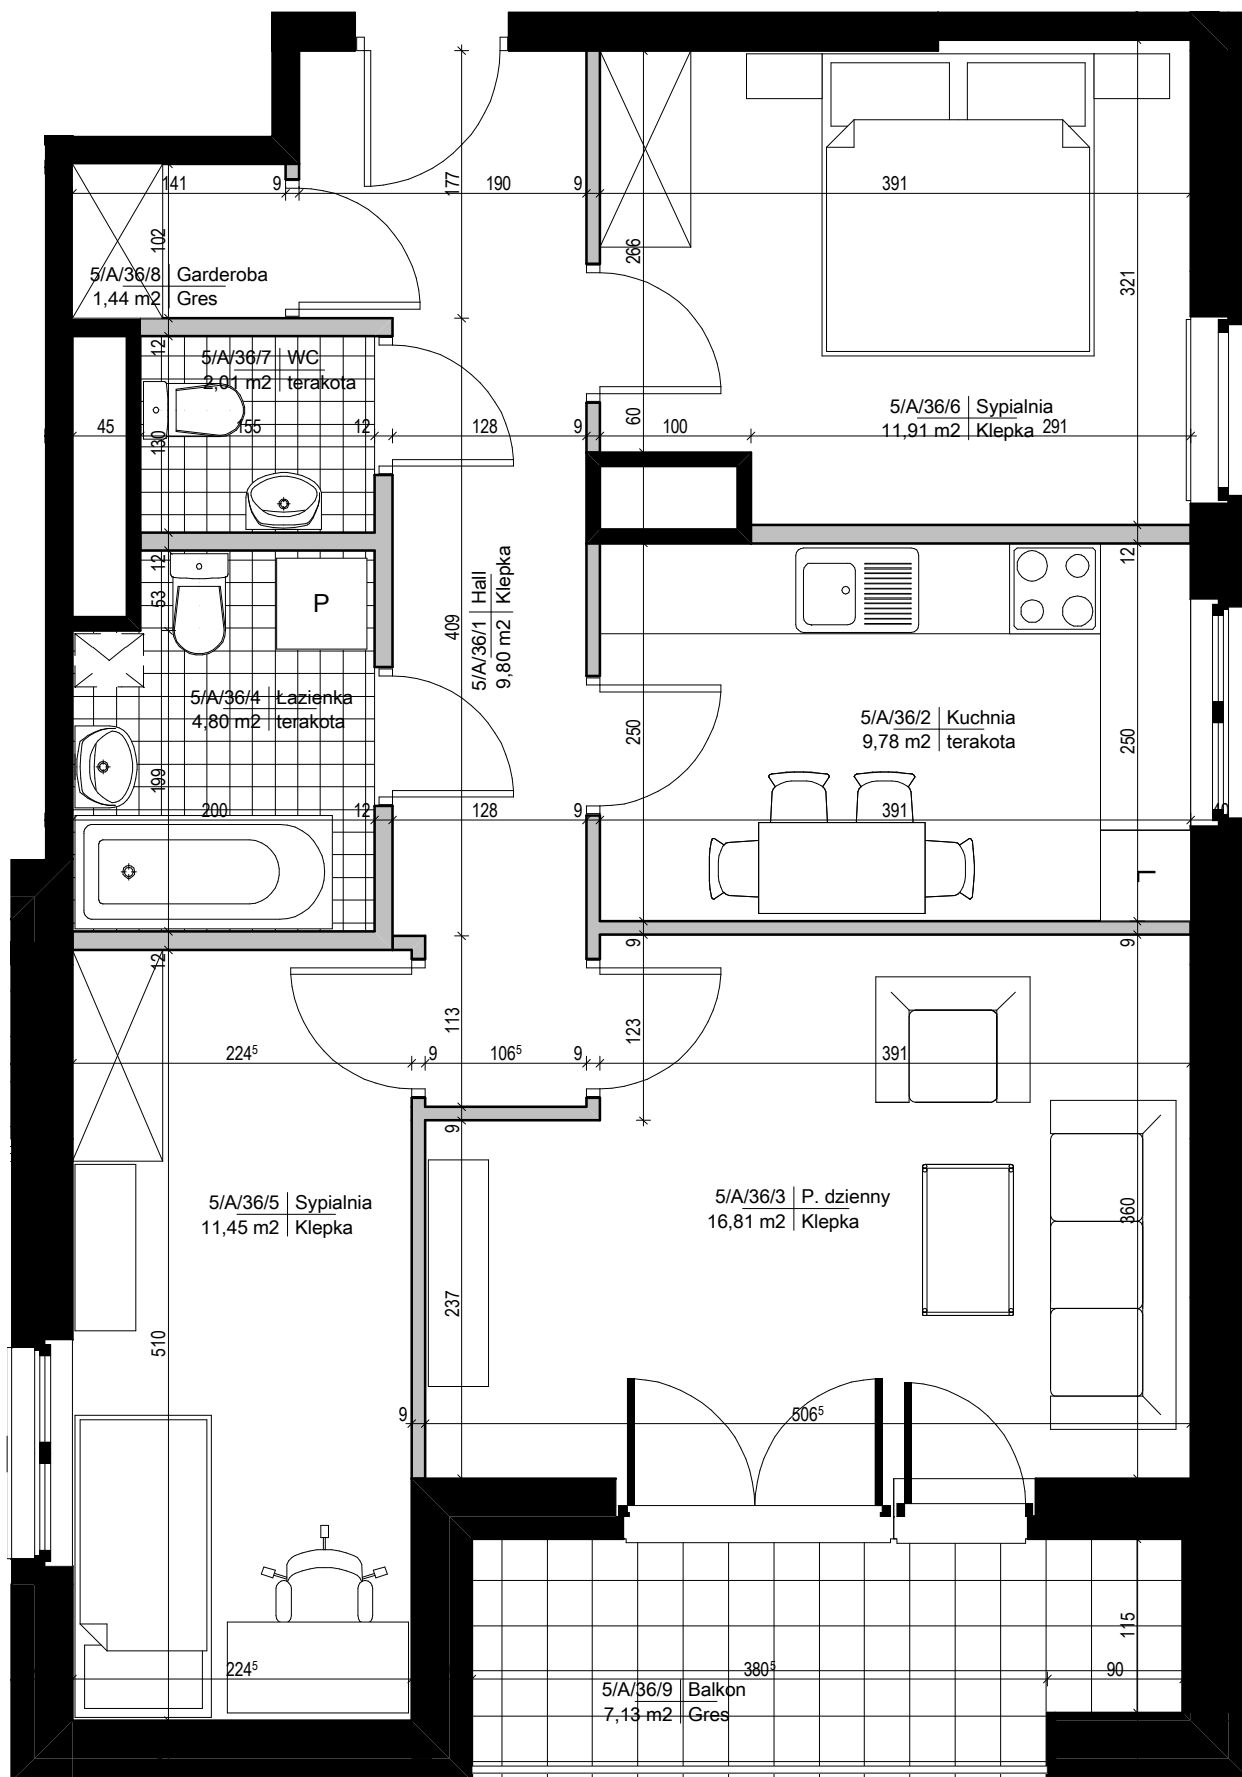 141
9
190
9
391
177
102
266
321
5/A/36/8 Garderoba
1,44 m2 Gres
12
5/A/36/7 WC
2,01 m2 terakota
5/A/36/6 Sypialnia
11,91 m2 Klepka
45
155
12
128
9
60
100
291
130
12
53
P
409
5/A/36/1 Hall
9,80 m2 Klepka
12
5/A/36/4 Łazienka
4,80 m2 terakota
5/A/36/2 Kuchnia
9,78 m2 terakota
250
250
199
200
12
128
9
391
40
L
12
9
9
113
123
224⁵
9
106⁵
9
391
9
5/A/36/5 Sypialnia
11,45 m2 Klepka
5/A/36/3 P. dzienny
16,81 m2 Klepka
360
237
510
9
506⁵
115
224⁵
380⁵
90
5/A/36/9 Balkon
7,13 m2 Gres